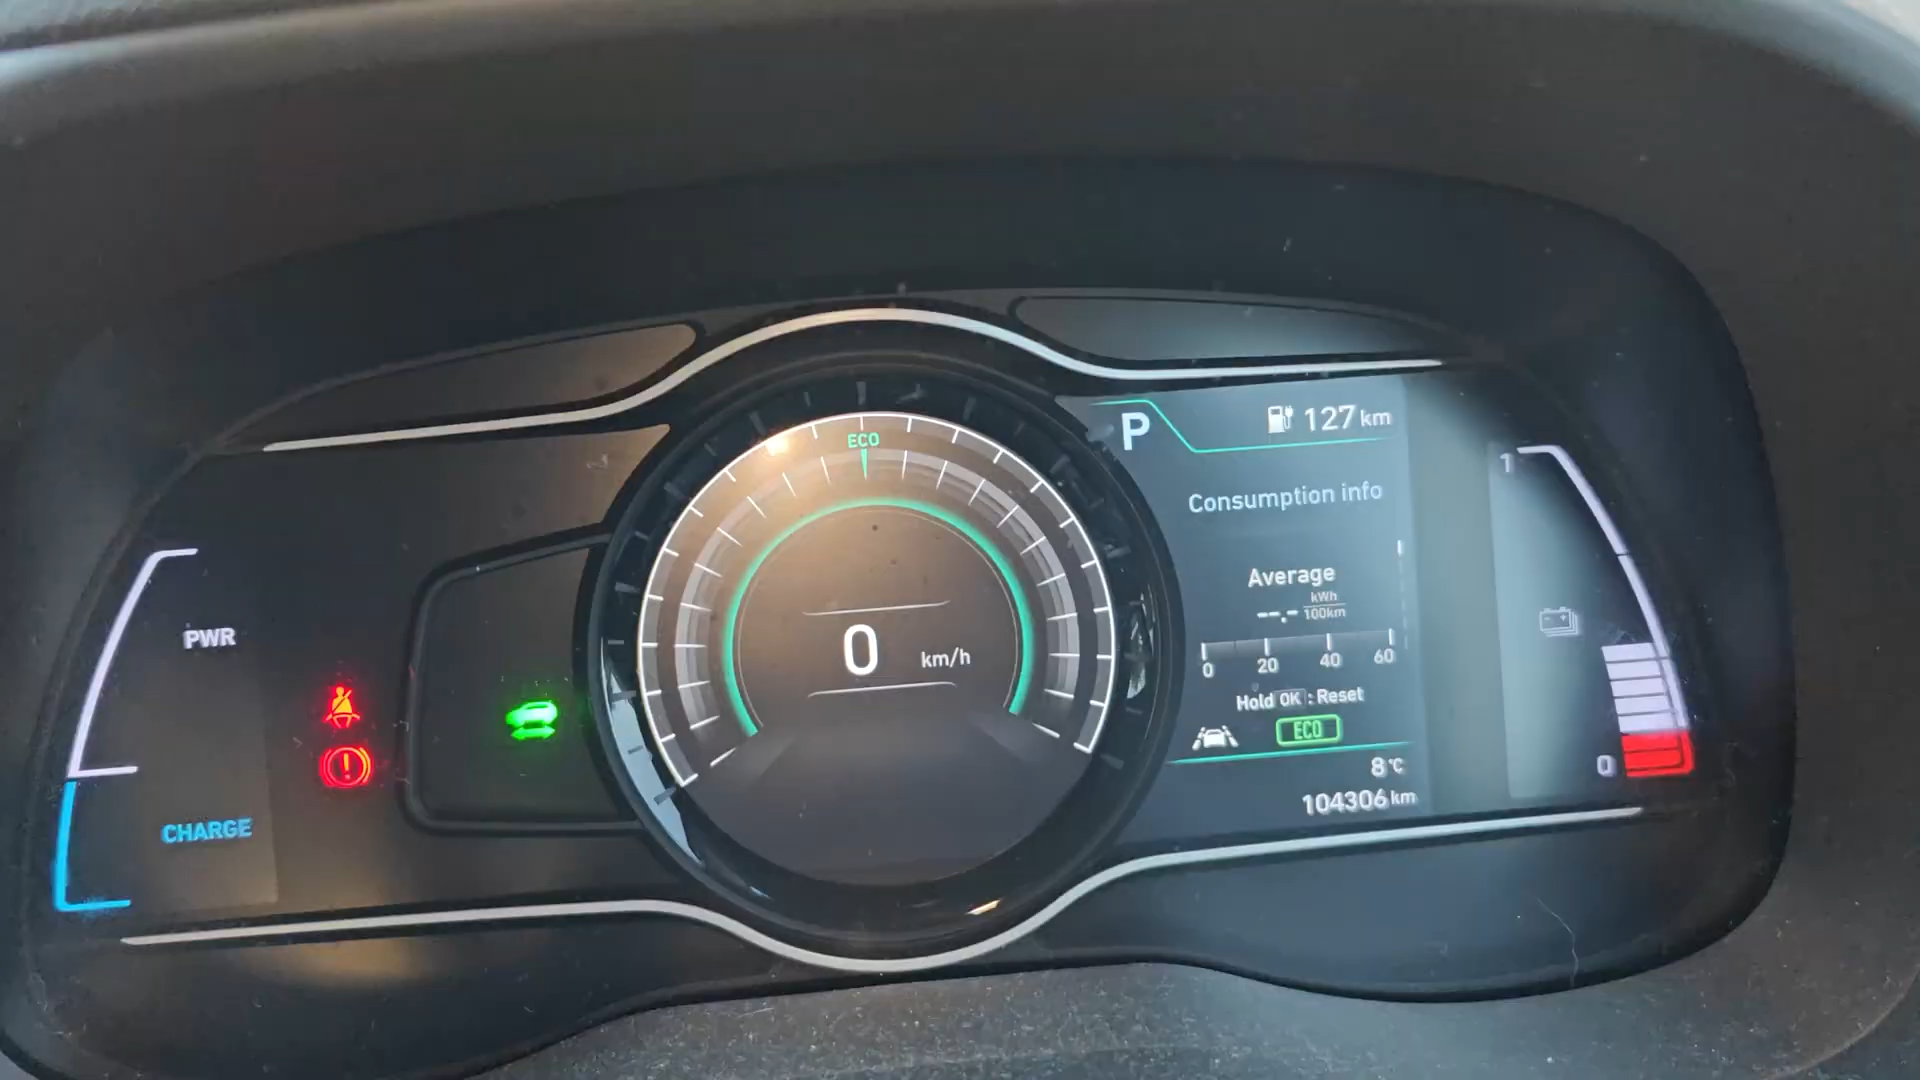 ECO
0 km/h
PWR
CHARGE
P
127 km
Consumption info
Average
--.- kWh
100km
0 20 40 60
Hold OK : Reset
ECO
8°C
104306 km
1
0